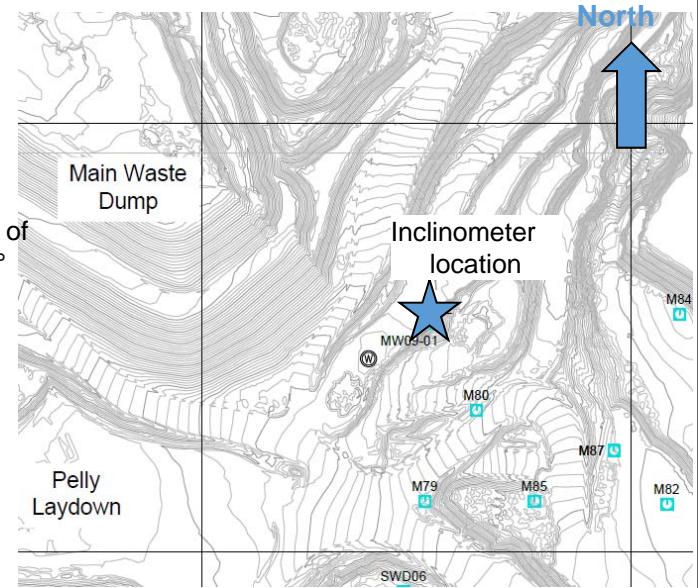 North
Main Waste
Dump
of
°
Inclinometer
location
M84
MW09-01
W
M80
M87
Pelly
Laydown
M79
M85
M82
SWD06